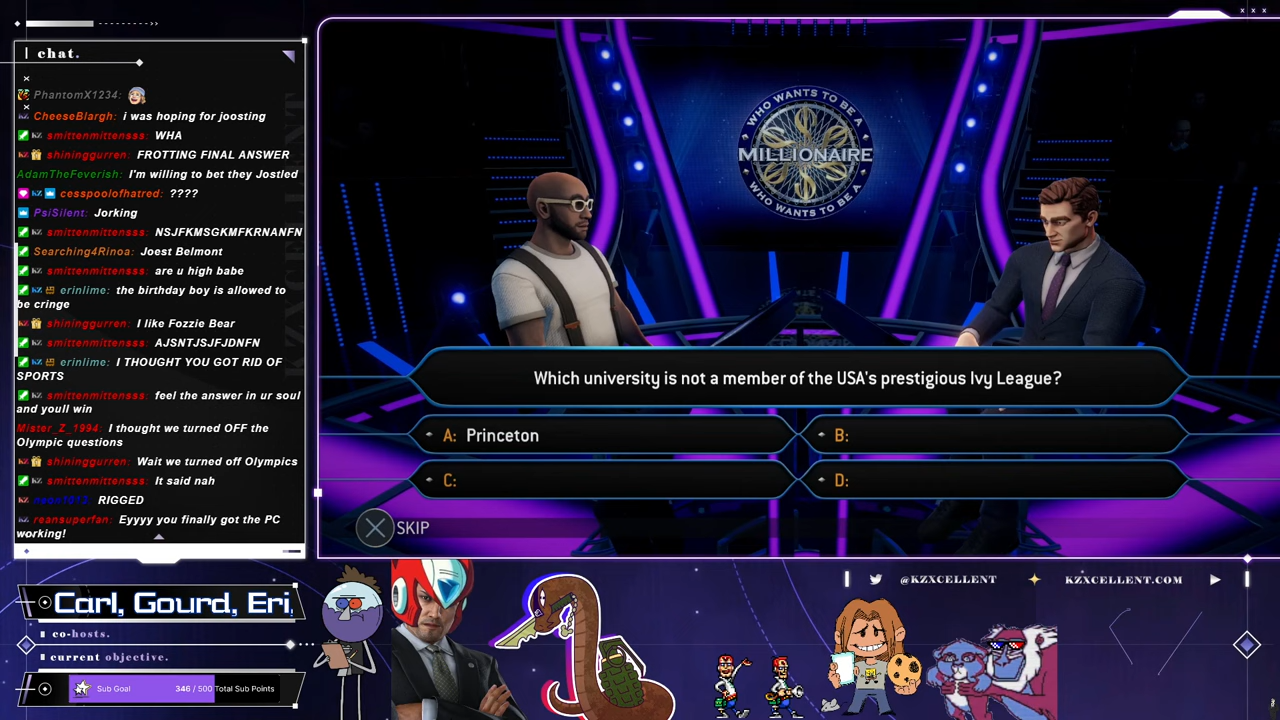 chat.
PhantomX1234:
CheeseBlargh: i was hoping for joosting
smittenmittensss: WHA
shininggurren: FROTTING FINAL ANSWER
AdamTheFeverish: I'm willing to bet they Jostled
cesspoolofhatred: ????
PsiSilent: Jorking
smittenmittensss: NSJFKMSGKMFKRNANFN
Searching4Rinoa: Joest Belmont
smittenmittensss: are u high babe
erinlime: the birthday boy is allowed to
be cringe
shininggurren: I like Fozzie Bear
smittenmittensss: AJSNTJSJFJDNFN
erinlime: I THOUGHT YOU GOT RID OF
SPORTS
smittenmittensss: feel the answer in ur soul
and youll win
Mister_Z_1994: I thought we turned OFF the
Olympic questions
shininggurren: Wait we turned off Olympics
smittenmittensss: It said nah
RIGGED
reansuperfan: Eyyyy you finally got the PC
working!
WHO WANTS TO BE A
MILLIONAIRE
WHO WANTS TO BE A
Which university is not a member of the USA's prestigious Ivy League?
A: Princeton
B:
C:
D:
SKIP
Carl, Gourd, Eri,
co-hosts.
current objective.
Sub Goal 346 / 500 Total Sub Points
@KZXCELLENT
KZXCELLENT.COM